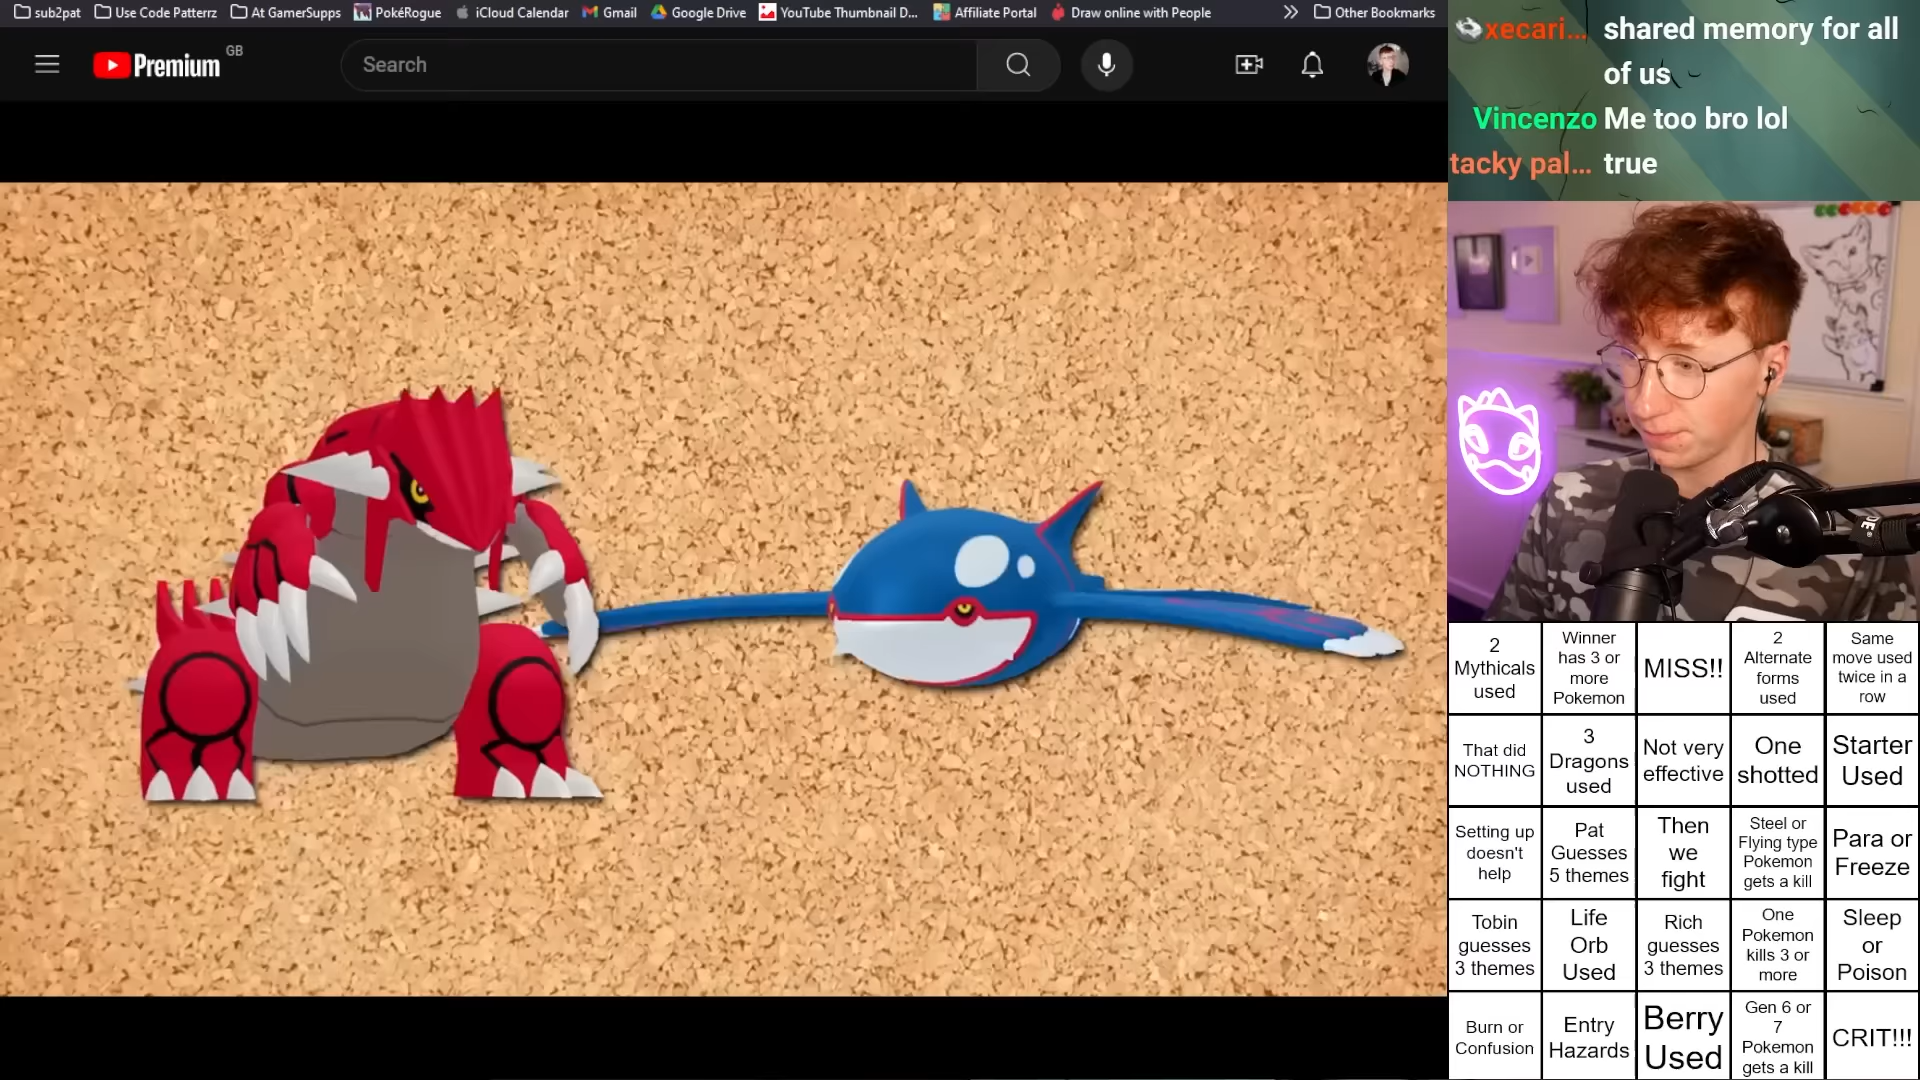 sub2pat Use Code Patterrz At GamerSupps PokéRogue iCloud Calendar Gmail Google Drive YouTube Thumbnail D... Affiliate Portal Draw online with People Other Bookmarks
Premium GB
Search
xecari... shared memory for all
of us
Vincenzo Me too bro lol
tacky pal... true
2
Mythicals
used
Winner
has 3 or
more
Pokemon
MISS!!
2
Alternate
forms
used
Same
move used
twice in a
row
That did
NOTHING
3
Dragons
used
Not very
effective
One
shotted
Starter
Used
Setting up
doesn't
help
Pat
Guesses
5 themes
Then
we
fight
Steel or
Flying type
Pokemon
gets a kill
Para or
Freeze
Tobin
guesses
3 themes
Life
Orb
Used
Rich
guesses
3 themes
One
Pokemon
kills 3 or
more
Sleep
or
Poison
Burn or
Confusion
Entry
Hazards
Berry
Used
Gen 6 or
7
Pokemon
gets a kill
CRIT!!!